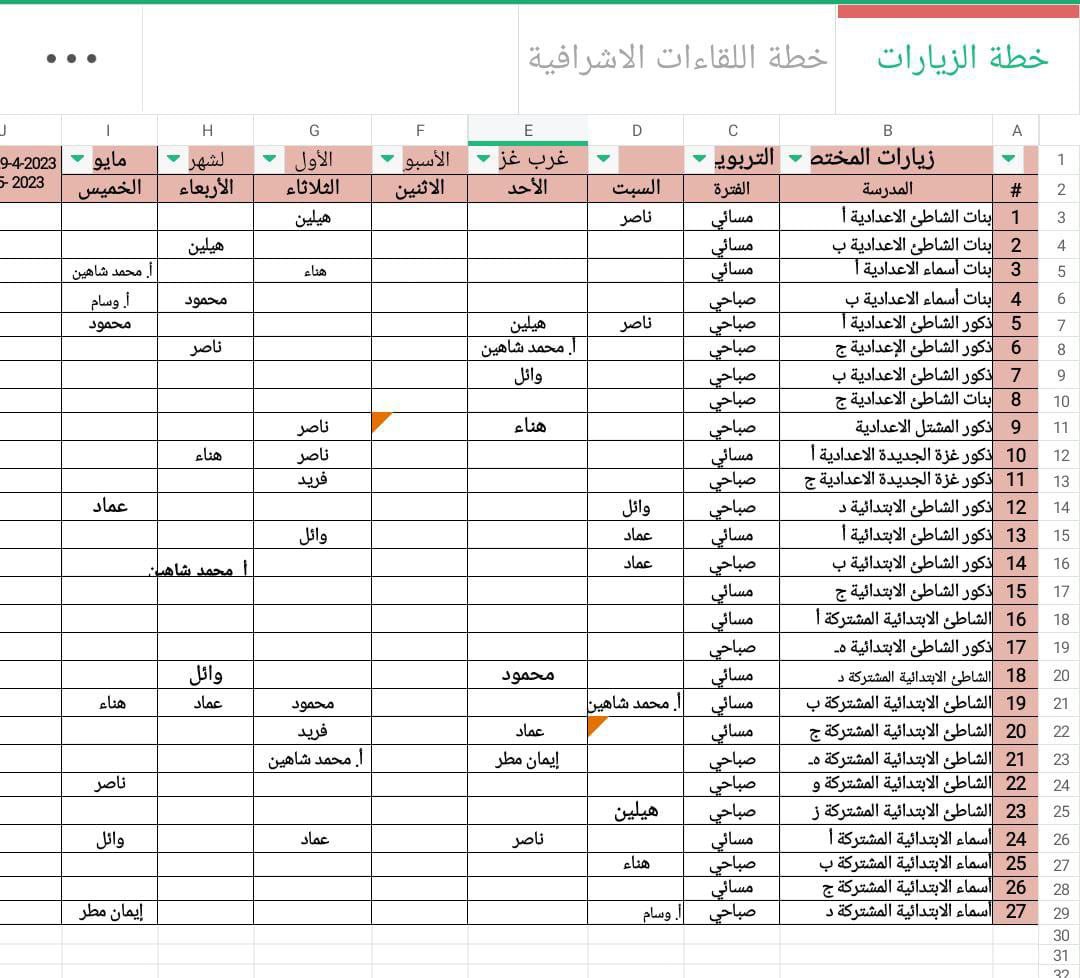 خطة الزيارات خطة اللقاءات الاشرافية
A B C D E F G H I J
1 زيارات المختص التربوي غرب غز الأسبو الأول لشهر مايو 9-4-2023
5- 2023
2 # المدرسة الفترة السبت الأحد الاثنين الثلاثاء الأربعاء الخميس
3 1 بنات الشاطئ الاعدادية أ مسائي ناصر هيلين
4 2 بنات الشاطئ الاعدادية ب مسائي هيلين
5 3 بنات أسماء الاعدادية أ مسائي هناء أ. محمد شاهين
6 4 بنات أسماء الاعدادية ب صباحي محمود أ. وسام
7 5 ذكور الشاطئ الاعدادية أ صباحي ناصر هيلين محمود
8 6 ذكور الشاطئ الإعدادية ج صباحي أ. محمد شاهين ناصر
9 7 ذكور الشاطئ الاعدادية ب صباحي وائل
10 8 بنات الشاطئ الاعدادية ج صباحي
11 9 ذكور المشتل الاعدادية صباحي هناء ناصر
12 10 ذكور غزة الجديدة الاعدادية أ مسائي ناصر هناء
13 11 ذكور غزة الجديدة الاعدادية ج صباحي فريد
14 12 ذكور الشاطئ الابتدائية د صباحي وائل عماد
15 13 ذكور الشاطئ الابتدائية أ مسائي عماد وائل
16 14 ذكور الشاطئ الابتدائية ب صباحي عماد أ. محمد شاهين
17 15 ذكور الشاطئ الابتدائية ج مسائي
18 16 الشاطئ الابتدائية المشتركة أ مسائي
19 17 ذكور الشاطئ الابتدائية هـ صباحي
20 18 الشاطئ الابتدائية المشتركة د مسائي محمود وائل
21 19 الشاطئ الابتدائية المشتركة ب مسائي أ. محمد شاهين محمود عماد هناء
22 20 الشاطئ الابتدائية المشتركة ج مسائي عماد فريد
23 21 الشاطئ الابتدائية المشتركة هـ صباحي إيمان مطر أ. محمد شاهين
24 22 الشاطئ الابتدائية المشتركة و صباحي ناصر
25 23 الشاطئ الابتدائية المشتركة ز صباحي هيلين
26 24 أسماء الابتدائية المشتركة أ مسائي ناصر عماد وائل
27 25 أسماء الابتدائية المشتركة ب صباحي هناء
28 26 أسماء الابتدائية المشتركة ج مسائي
29 27 أسماء الابتدائية المشتركة د صباحي أ. وسام إيمان مطر
30
31
32